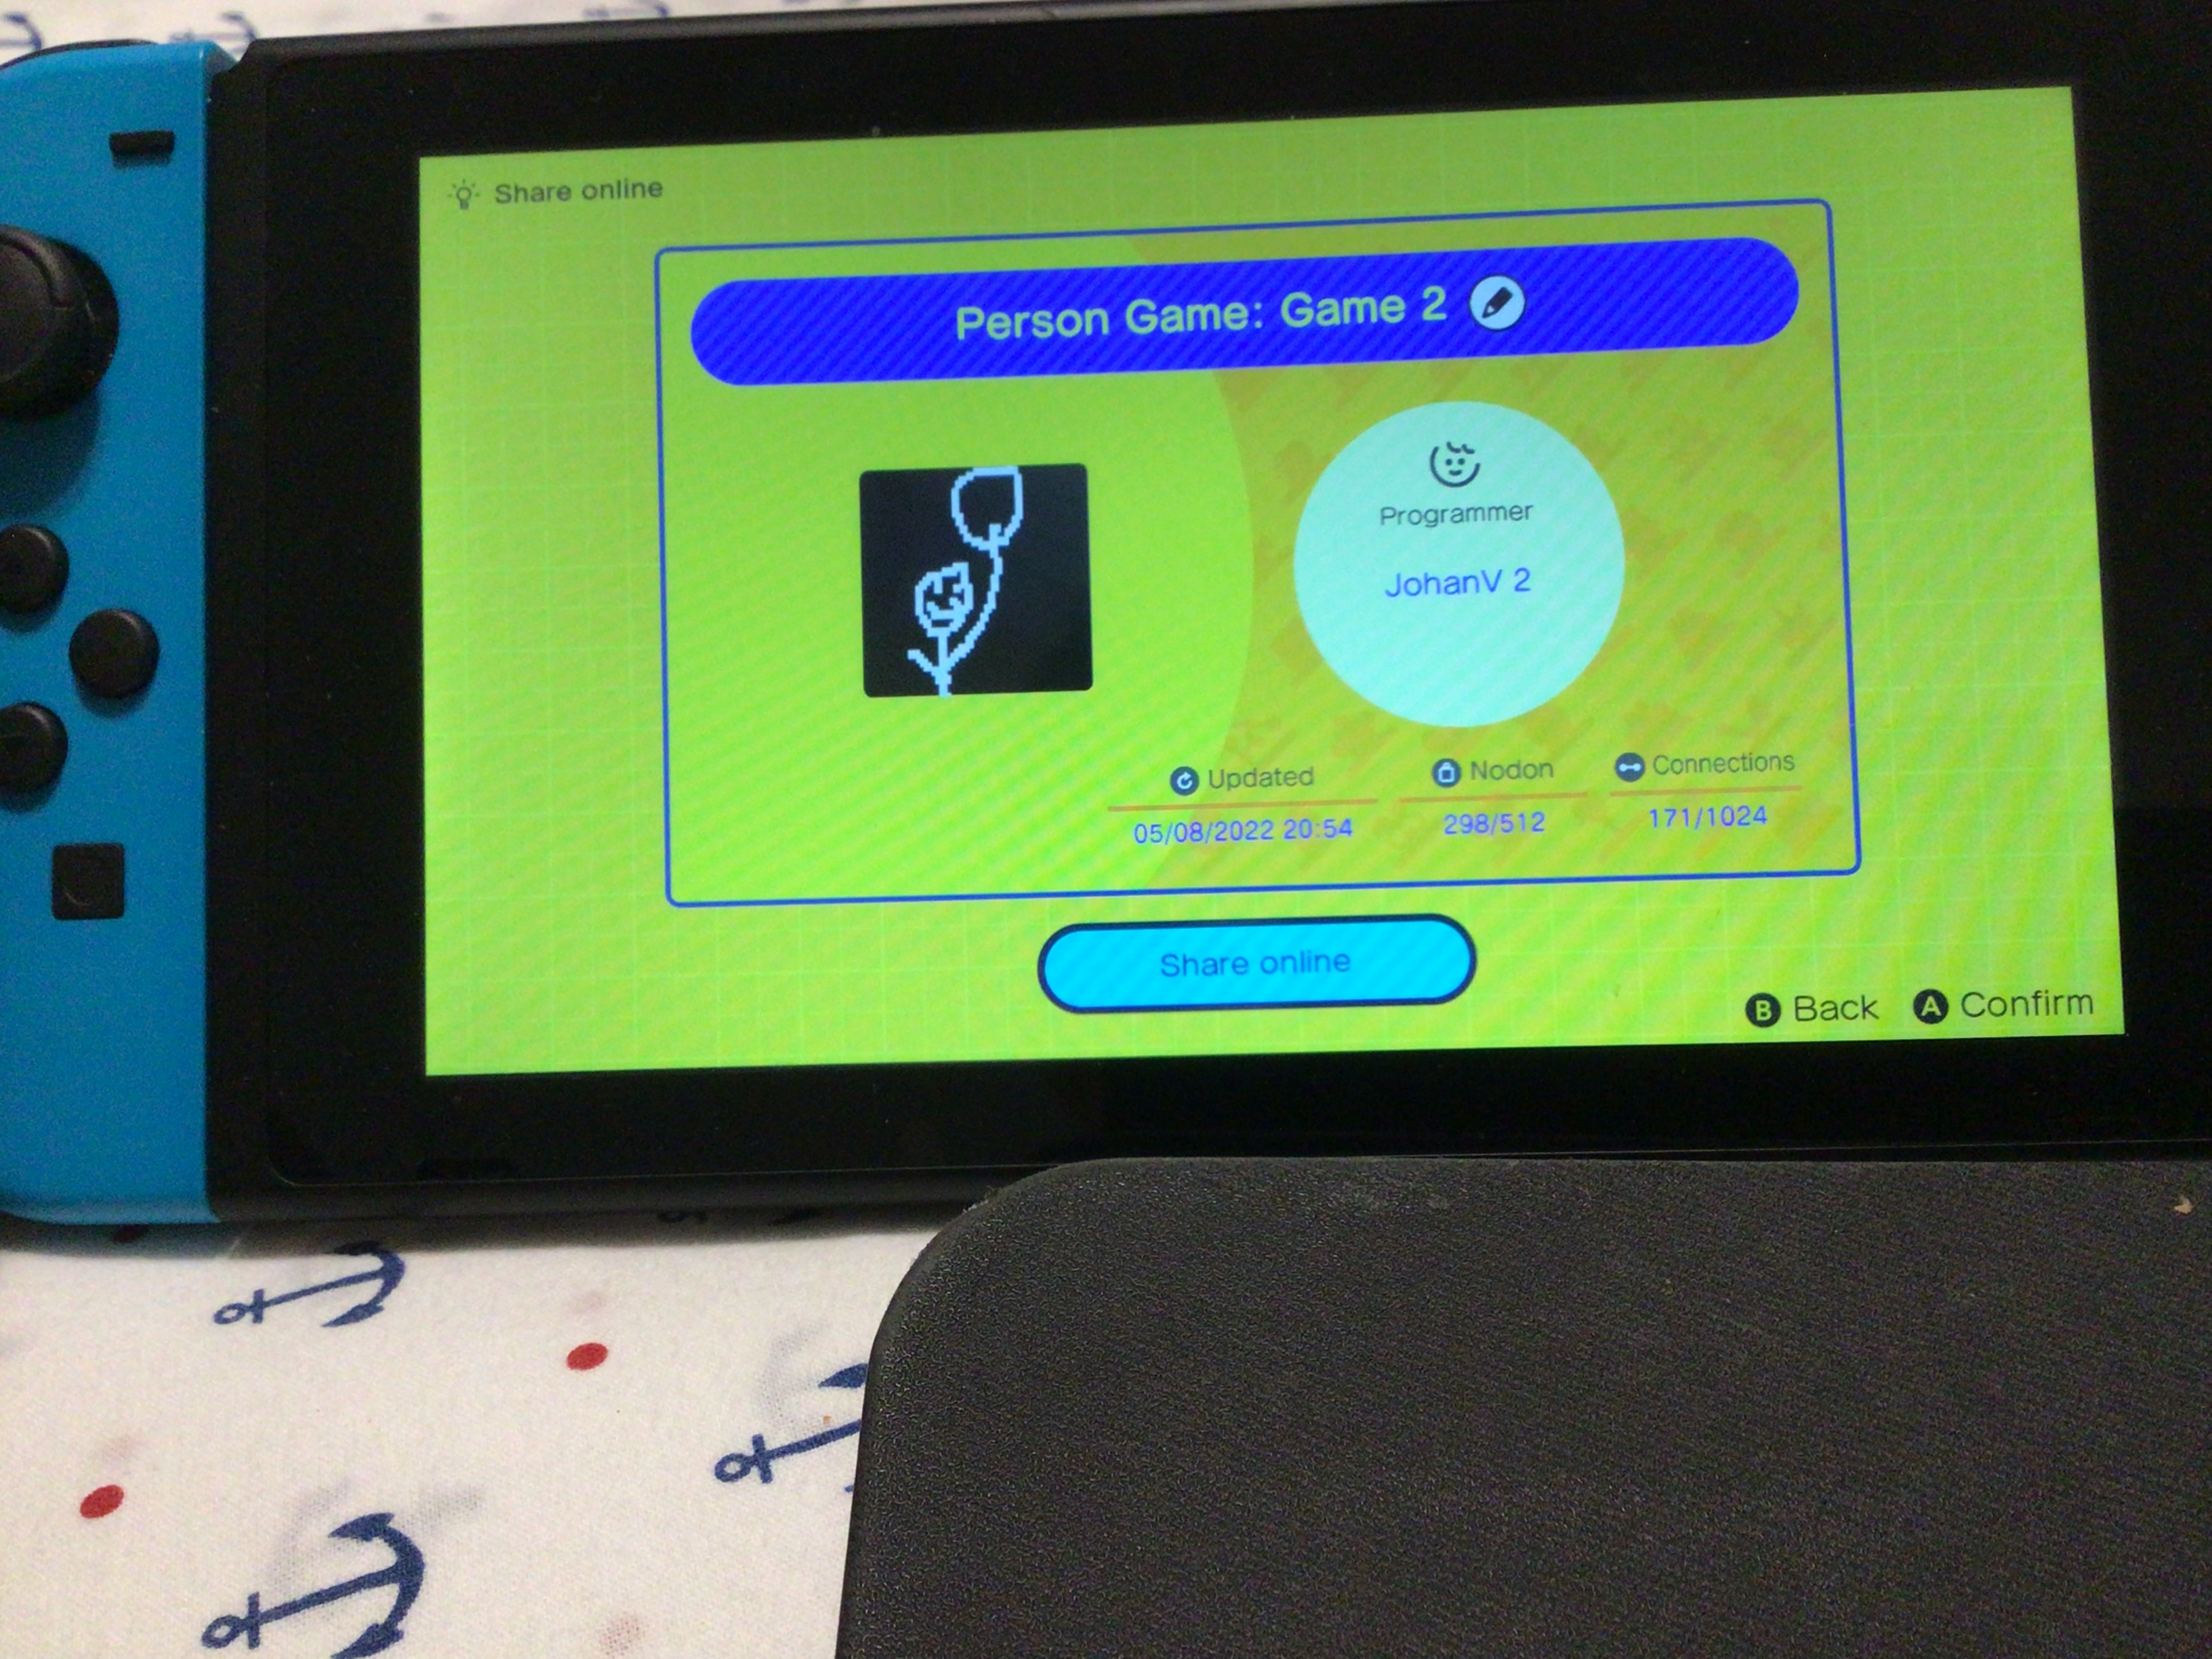 Share online
Person Game: Game 2
Programmer
JohanV 2
Updated
Nodon
Connections
05/08/2022 20:54
298/512
171/1024
Share online
B Back
A Confirm